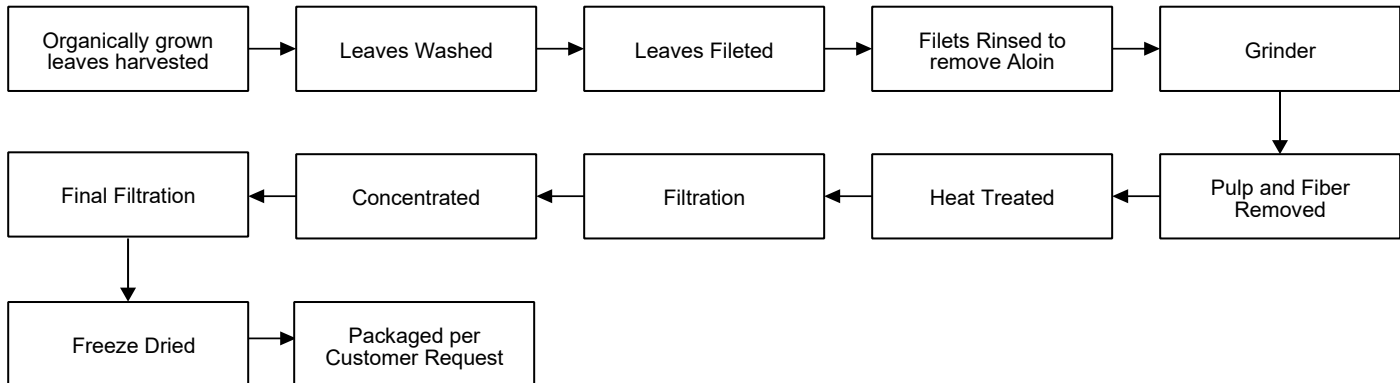 Organically grown
leaves harvested
Leaves Washed
Leaves Fileted
Filets Rinsed to
remove Aloin
Grinder
Pulp and Fiber
Removed
Heat Treated
Filtration
Concentrated
Final Filtration
Freeze Dried
Packaged per
Customer Request